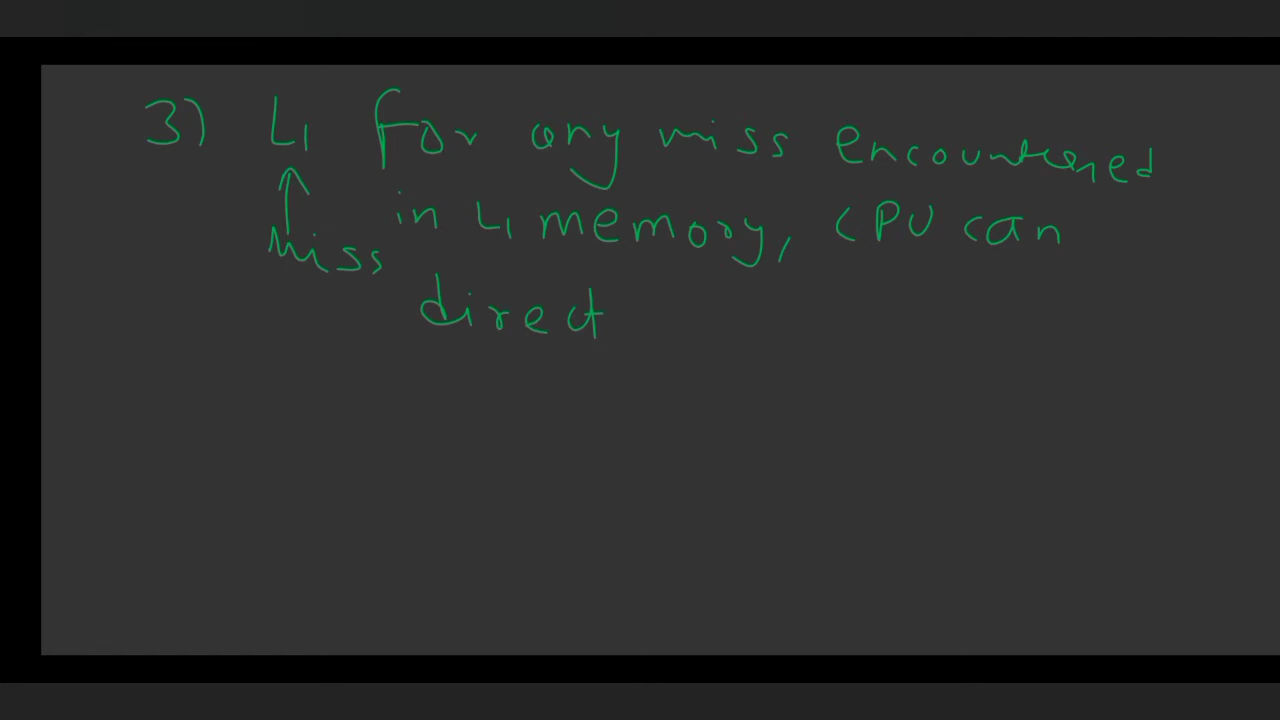 3) L1 For any miss encountered
miss in L1 memory, CPU can
direct